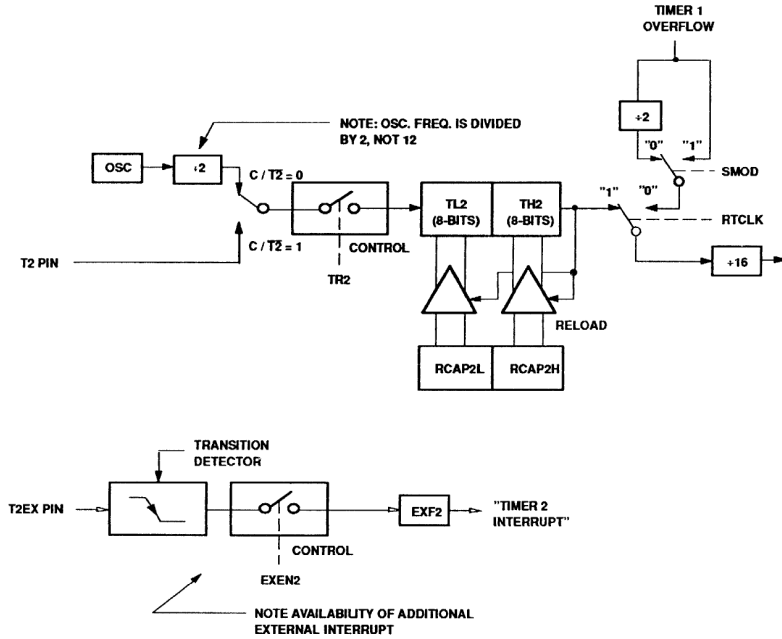 TIMER 1
OVERFLOW
÷2
NOTE: OSC. FREQ. IS DIVIDED
BY 2, NOT 12
"0" "1"
SMOD
OSC
÷2
C / T2 = 0
TL2
(8-BITS)
TH2
(8-BITS)
"1" "0"
RTCLK
C / T2 = 1
CONTROL
T2 PIN
÷16
TR2
RELOAD
RCAP2L
RCAP2H
TRANSITION
DETECTOR
T2EX PIN
EXF2
"TIMER 2
INTERRUPT"
CONTROL
EXEN2
NOTE AVAILABILITY OF ADDITIONAL
EXTERNAL INTERRUPT